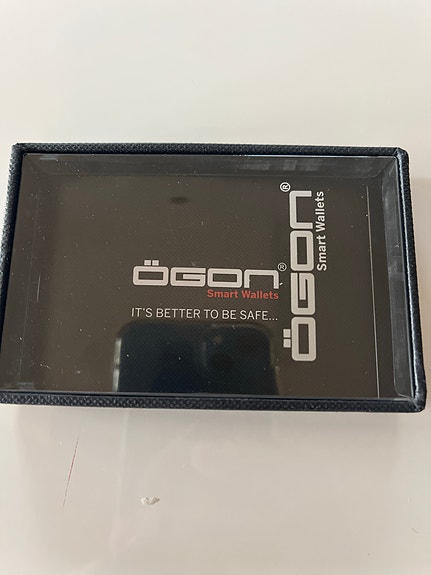 ÖGON®
Smart Wallets
IT'S BETTER TO BE SAFE...
ÖGON®
Smart Wallets